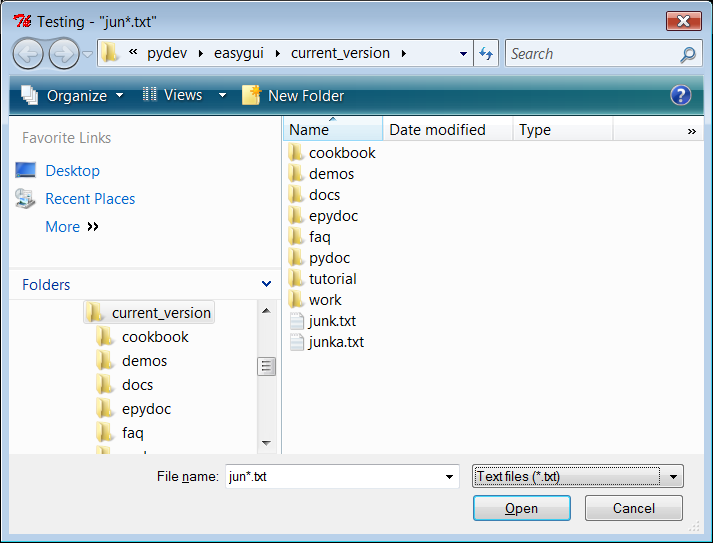 Testing - "jun*.txt"
« pydev easygui current_version
Search
Organize Views New Folder
Favorite Links
Desktop
Recent Places
More »
Folders
current_version
cookbook
demos
docs
epydoc
faq
Name Date modified Type »
cookbook
demos
docs
epydoc
faq
pydoc
tutorial
work
junk.txt
junka.txt
File name: jun*.txt Text files (*.txt)
Open Cancel